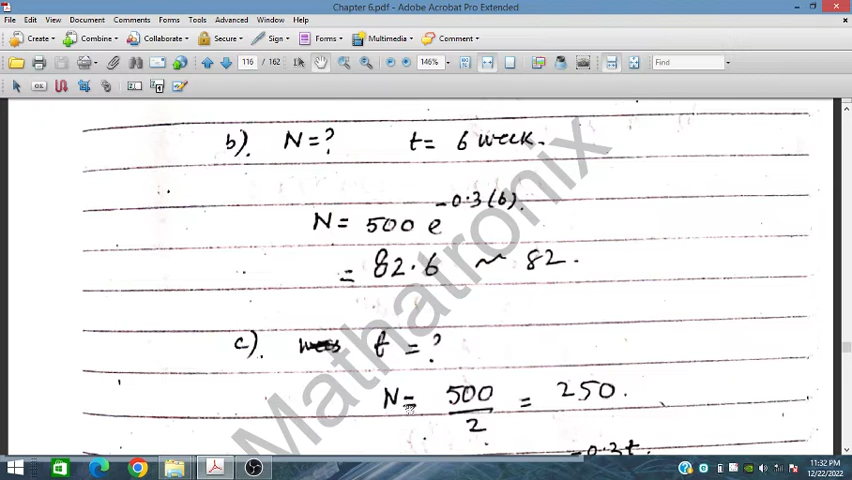 Chapter 6.pdf - Adobe Acrobat Pro Extended
File Edit View Document Comments Forms Tools Advanced Window Help
Create Combine Collaborate Secure Sign Forms Multimedia Comment
116 / 162 146% Find
b). N=? t= 6 week.
N= 500 e^-0.3(6).
= 82.6 ~ 82.
c). t = ?
N= 500/2 = 250.
-0.3t.
Mathatronix
11:32 PM
12/22/2022